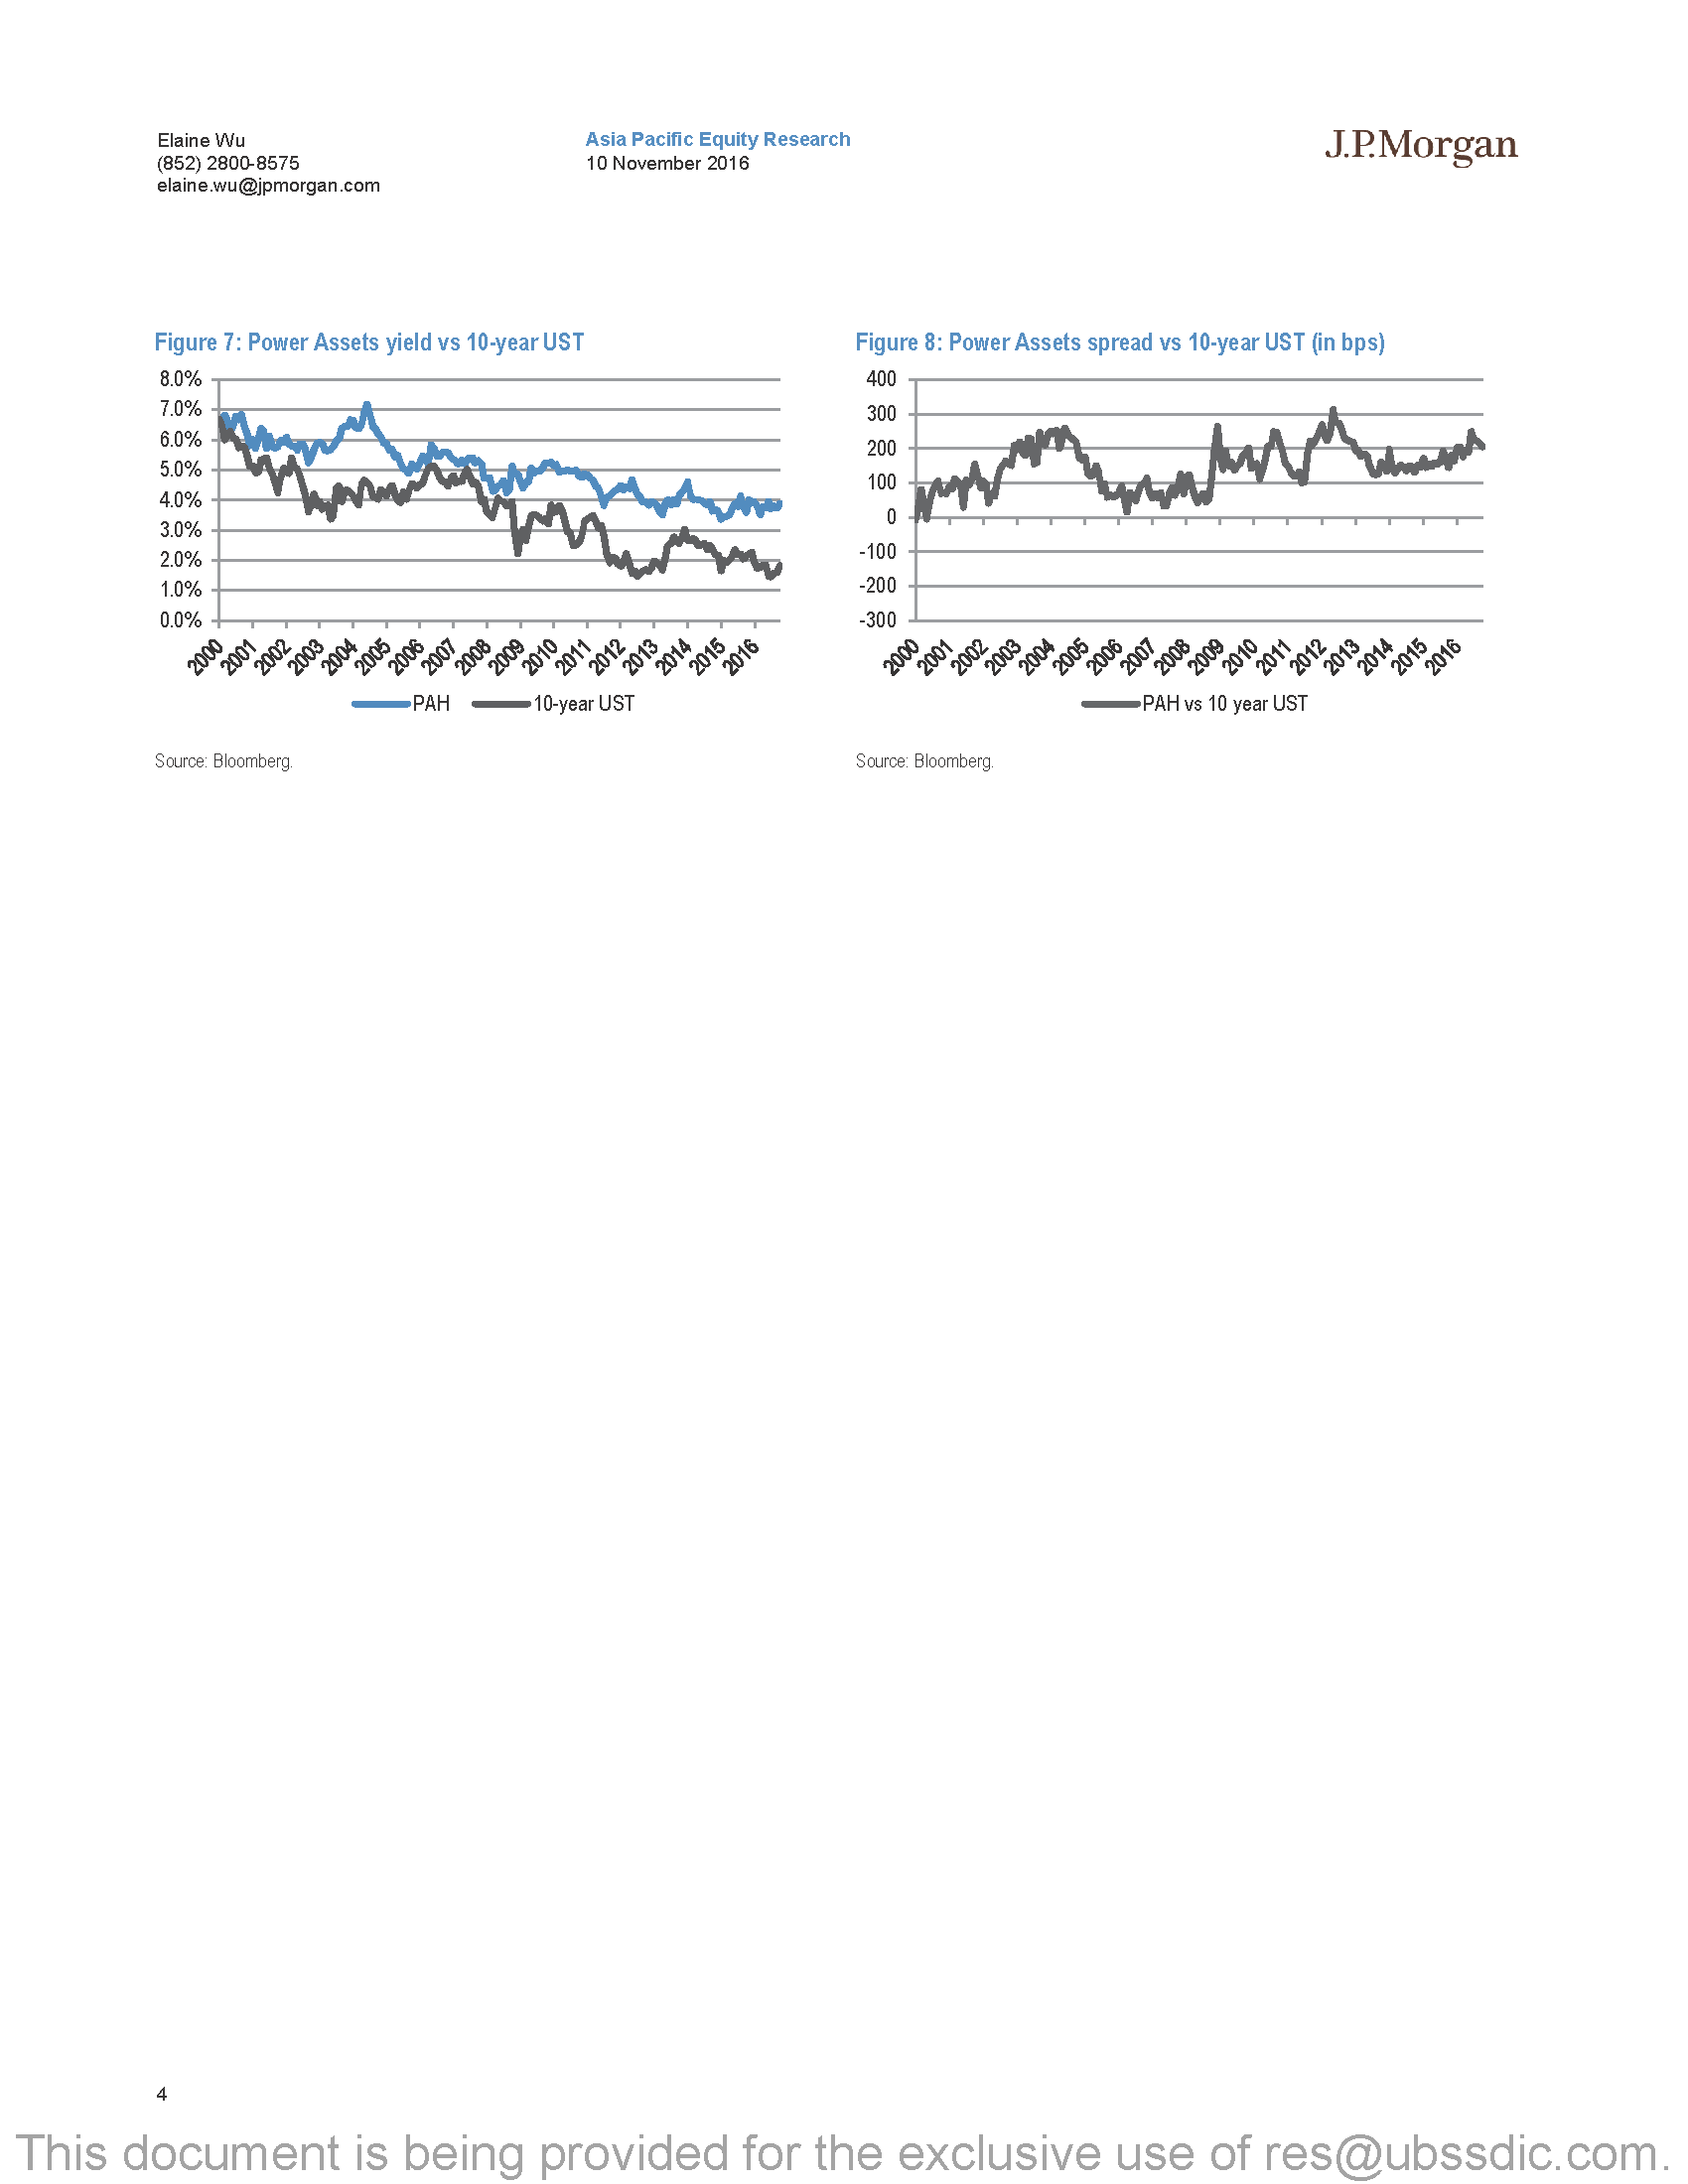 Elaine Wu
(852) 2800-8575
elaine.wu@jpmorgan.com
Asia Pacific Equity Research
10 November 2016
J.P.Morgan
Figure 7: Power Assets yield vs 10-year UST
8.0%
7.0%
6.0%
5.0%
4.0%
3.0%
2.0%
1.0%
0.0%
2000 2001 2002 2003 2004 2005 2006 2007 2008 2009 2010 2011 2012 2013 2014 2015 2016
PAH 10-year UST
Source: Bloomberg.
Figure 8: Power Assets spread vs 10-year UST (in bps)
400
300
200
100
0
-100
-200
-300
2000 2001 2002 2003 2004 2005 2006 2007 2008 2009 2010 2011 2012 2013 2014 2015 2016
PAH vs 10 year UST
Source: Bloomberg.
4
This document is being provided for the exclusive use of res@ubssdic.com.